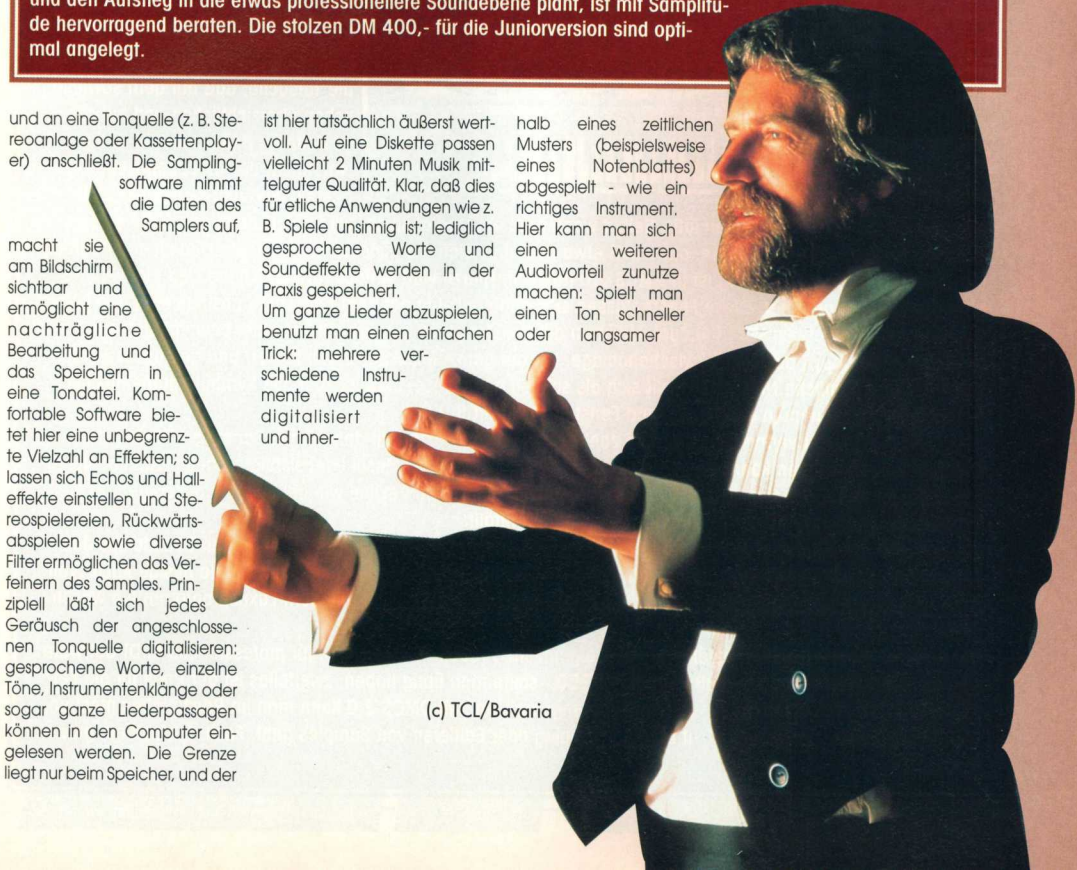 und den Aufstieg in die etwas professionellere Soundebene plant, ist mit Samplitu-
de hervorragend beraten. Die stolzen DM 400,- für die Juniorversion sind opti-
mal angelegt.
und an eine Tonquelle (z. B. Ste-
reoanlage oder Kassettenplay-
er) anschließt. Die Sampling-
software nimmt
die Daten des
Samplers auf,
macht sie
am Bildschirm
sichtbar und
ermöglicht eine
nachträgliche
Bearbeitung und
das Speichern in
eine Tondatei. Kom-
fortable Software bie-
tet hier eine unbegrenz-
te Vielzahl an Effekten; so
lassen sich Echos und Hall-
effekte einstellen und Ste-
reospielereien, Rückwärts-
abspielen sowie diverse
Filter ermöglichen das Ver-
feinern des Samples. Prin-
zipiell läßt sich jedes
Geräusch der angeschlosse-
nen Tonquelle digitalisieren:
gesprochene Worte, einzelne
Töne, Instrumentenklänge oder
sogar ganze Liederpassagen
können in den Computer ein-
gelesen werden. Die Grenze
liegt nur beim Speicher, und der
ist hier tatsächlich äußerst wert-
voll. Auf eine Diskette passen
vielleicht 2 Minuten Musik mit-
telguter Qualität. Klar, daß dies
für etliche Anwendungen wie z.
B. Spiele unsinnig ist; lediglich
gesprochene Worte und
Soundeffekte werden in der
Praxis gespeichert.
Um ganze Lieder abzuspielen,
benutzt man einen einfachen
Trick: mehrere ver-
schiedene Instru-
mente werden
digitalisiert
und inner-
halb eines zeitlichen
Musters (beispielsweise
eines Notenblattes)
abgespielt - wie ein
richtiges Instrument.
Hier kann man sich
einen weiteren
Audiovorteil zunutze
machen: Spielt man
einen Ton schneller
oder langsamer
(c) TCL/Bavaria